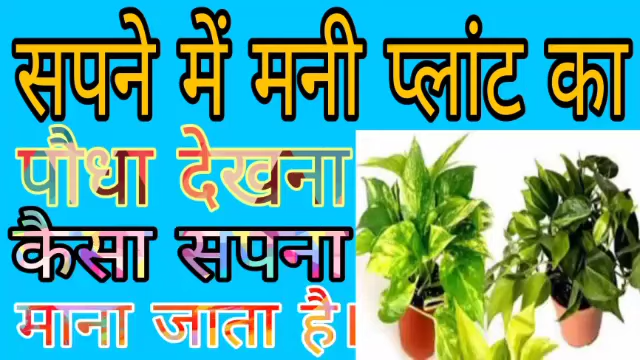 सपने में मनी प्लांट का
पौधा देखना
कैसा सपना
माना जाता है।